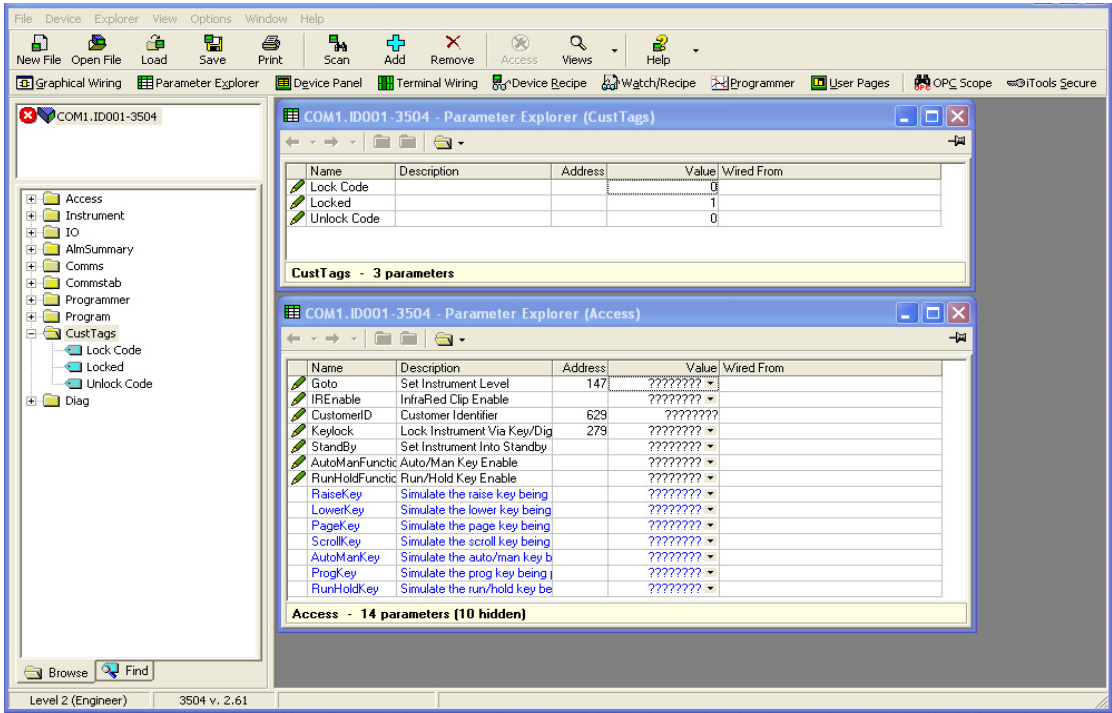 File Device Explorer View Options Window Help
New File Open File Load Save Print Scan Add Remove Access Views Help
Graphical Wiring Parameter Explorer Device Panel Terminal Wiring Device Recipe Watch/Recipe Programmer User Pages OPC Scope iTools Secure
COM1.ID001-3504
Access
Instrument
IO
AlmSummary
Comms
Commstab
Programmer
Program
CustTags
Lock Code
Locked
Unlock Code
Diag
Browse Find
COM1.ID001-3504 - Parameter Explorer (CustTags)
Name Description Address Value Wired From
Lock Code 0
Locked 1
Unlock Code 0
CustTags - 3 parameters
COM1.ID001-3504 - Parameter Explorer (Access)
Name Description Address Value Wired From
Goto Set Instrument Level 147 ????????
IREnable InfraRed Clip Enable ????????
CustomerID Customer Identifier 629 ????????
Keylock Lock Instrument Via Key/Dig 279 ????????
StandBy Set Instrument Into Standby ????????
AutoManFunctic Auto/Man Key Enable ????????
RunHoldFunctic Run/Hold Key Enable ????????
RaiseKey Simulate the raise key being ????????
LowerKey Simulate the lower key being ????????
PageKey Simulate the page key being ????????
ScrollKey Simulate the scroll key being ????????
AutoManKey Simulate the auto/man key b ????????
ProgKey Simulate the prog key being p ????????
RunHoldKey Simulate the run/hold key be ????????
Access - 14 parameters (10 hidden)
Level 2 (Engineer) 3504 v. 2.61